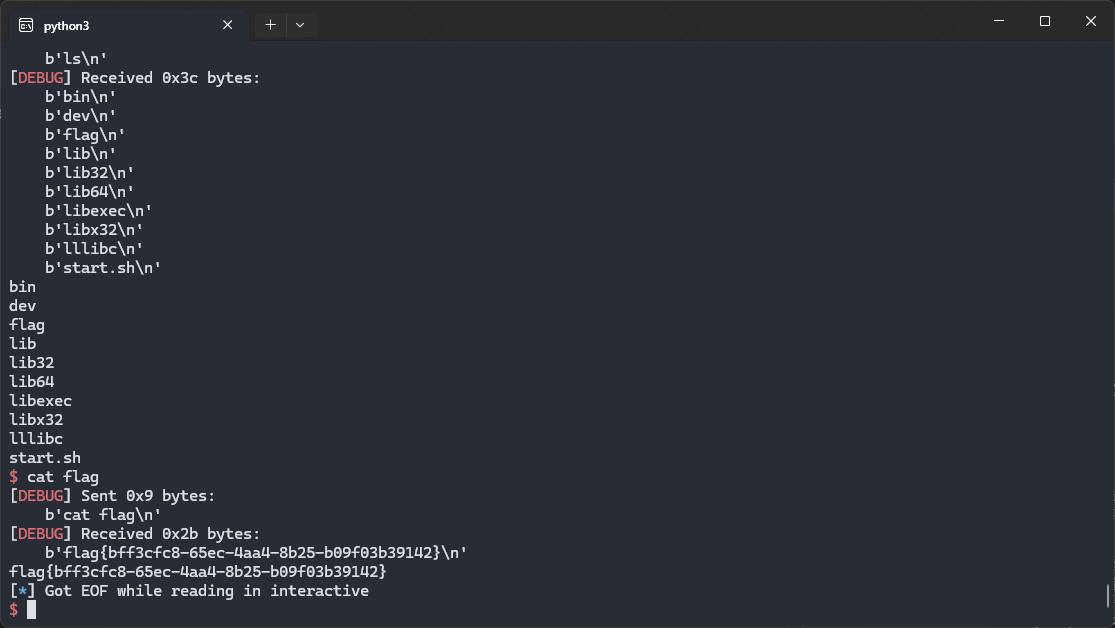 python3
b'ls\n'
[DEBUG] Received 0x3c bytes:
b'bin\n'
b'dev\n'
b'flag\n'
b'lib\n'
b'lib32\n'
b'lib64\n'
b'libexec\n'
b'libx32\n'
b'lllibc\n'
b'start.sh\n'
bin
dev
flag
lib
lib32
lib64
libexec
libx32
lllibc
start.sh
$ cat flag
[DEBUG] Sent 0x9 bytes:
b'cat flag\n'
[DEBUG] Received 0x2b bytes:
b'flag{bff3cfc8-65ec-4aa4-8b25-b09f03b39142}\n'
flag{bff3cfc8-65ec-4aa4-8b25-b09f03b39142}
[*] Got EOF while reading in interactive
$